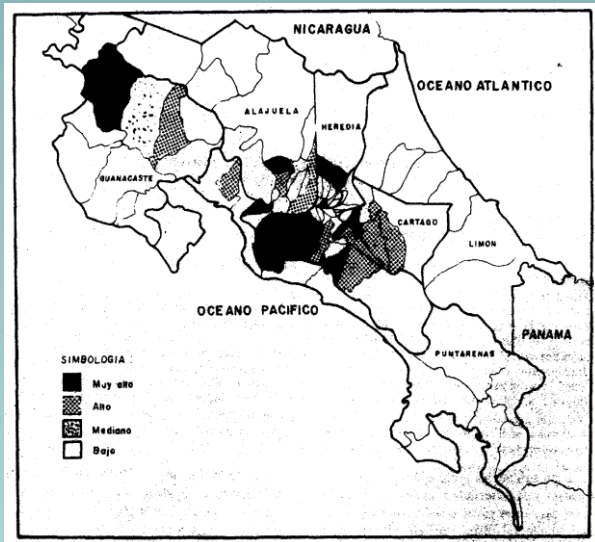 NICARAGUA
OCEANO ATLANTICO
ALAJUELA
HEREDIA
GUANACASTE
CARTAGO
LIMON
OCEANO PACIFICO
PANAMA
PUNTARENAS
SIMBOLOGIA :
Muy alto
Alto
Mediano
Bajo